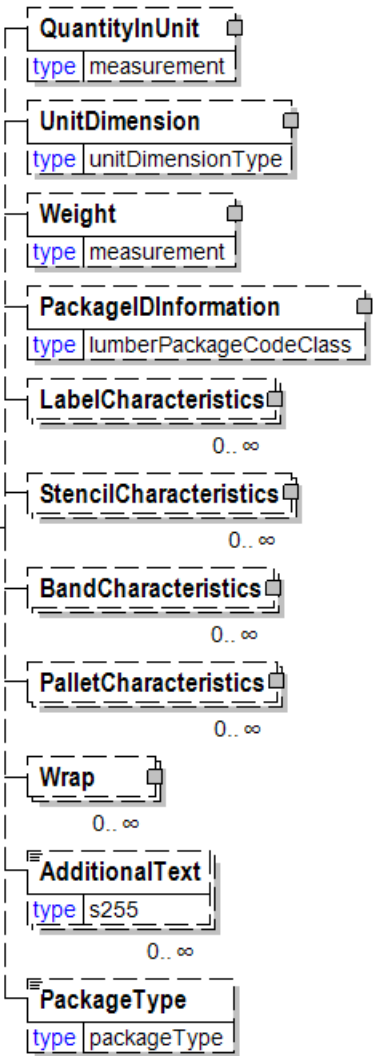 QuantityInUnit
type measurement
UnitDimension
type unitDimensionType
Weight
type measurement
PackageIDInformation
type lumberPackageCodeClass
LabelCharacteristics
0.. ∞
StencilCharacteristics
0.. ∞
BandCharacteristics
0.. ∞
PalletCharacteristics
0.. ∞
Wrap
0.. ∞
AdditionalText
type s255
0.. ∞
PackageType
type packageType